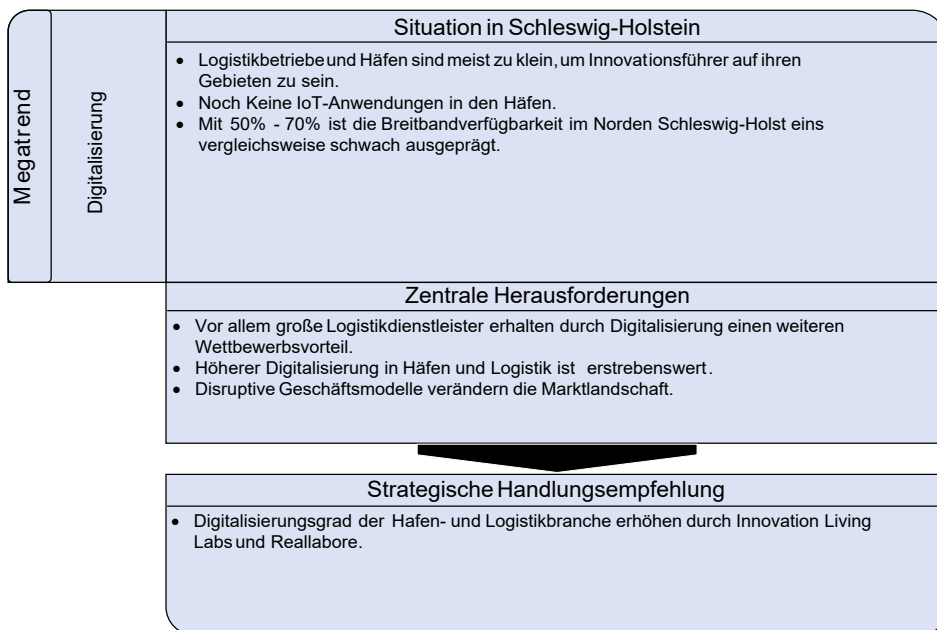 Megatrend
Digitalisierung
Situation in Schleswig-Holstein
• Logistikbetriebe und Häfen sind meist zu klein, um Innovationsführer auf ihren
Gebieten zu sein.
• Noch Keine IoT-Anwendungen in den Häfen.
• Mit 50% - 70% ist die Breitbandverfügbarkeit im Norden Schleswig-Holst eins
vergleichsweise schwach ausgeprägt.
Zentrale Herausforderungen
• Vor allem große Logistikdienstleister erhalten durch Digitalisierung einen weiteren
Wettbewerbsvorteil.
• Höherer Digitalisierung in Häfen und Logistik ist erstrebenswert.
• Disruptive Geschäftsmodelle verändern die Marktlandschaft.
Strategische Handlungsempfehlung
• Digitalisierungsgrad der Hafen- und Logistikbranche erhöhen durch Innovation Living
Labs und Reallabore.